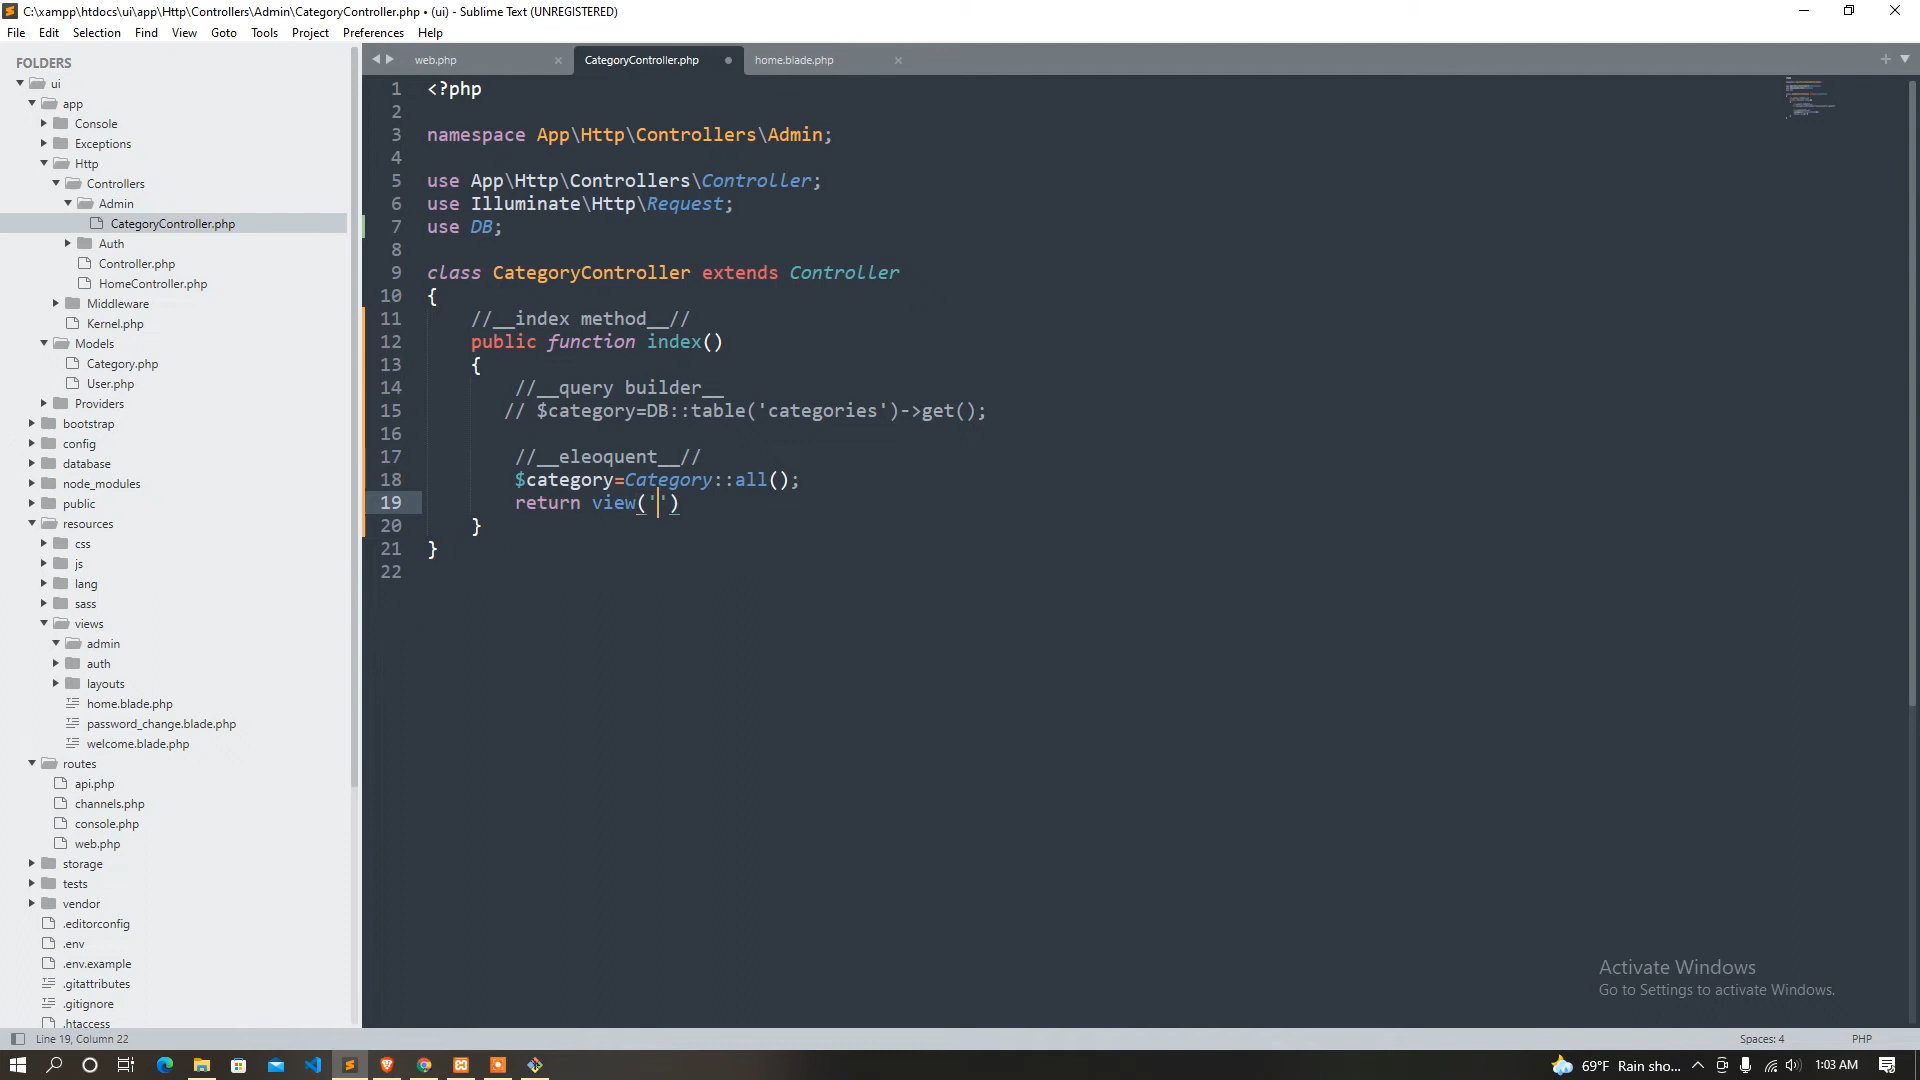 C:\xampp\htdocs\ui\app\Http\Controllers\Admin\CategoryController.php • (ui) - Sublime Text (UNREGISTERED)
File Edit Selection Find View Goto Tools Project Preferences Help
FOLDERS
ui
app
Console
Exceptions
Http
Controllers
Admin
CategoryController.php
Auth
Controller.php
HomeController.php
Middleware
Kernel.php
Models
Category.php
User.php
Providers
bootstrap
config
database
node_modules
public
resources
css
js
lang
sass
views
admin
auth
layouts
home.blade.php
password_change.blade.php
welcome.blade.php
routes
api.php
channels.php
console.php
web.php
storage
tests
vendor
.editorconfig
.env
.env.example
.gitattributes
.gitignore
.htaccess
web.php CategoryController.php home.blade.php
1 <?php
2
3 namespace App\Http\Controllers\Admin;
4
5 use App\Http\Controllers\Controller;
6 use Illuminate\Http\Request;
7 use DB;
8
9 class CategoryController extends Controller
10 {
11 //__index method__//
12 public function index()
13 {
14 //__query builder__
15 // $category=DB::table('categories')->get();
16
17 //__eleoquent__//
18 $category=Category::all();
19 return view('')
20 }
21 }
22
Activate Windows
Go to Settings to activate Windows.
Line 19, Column 22 Spaces: 4 PHP
69°F Rain sho... 1:03 AM